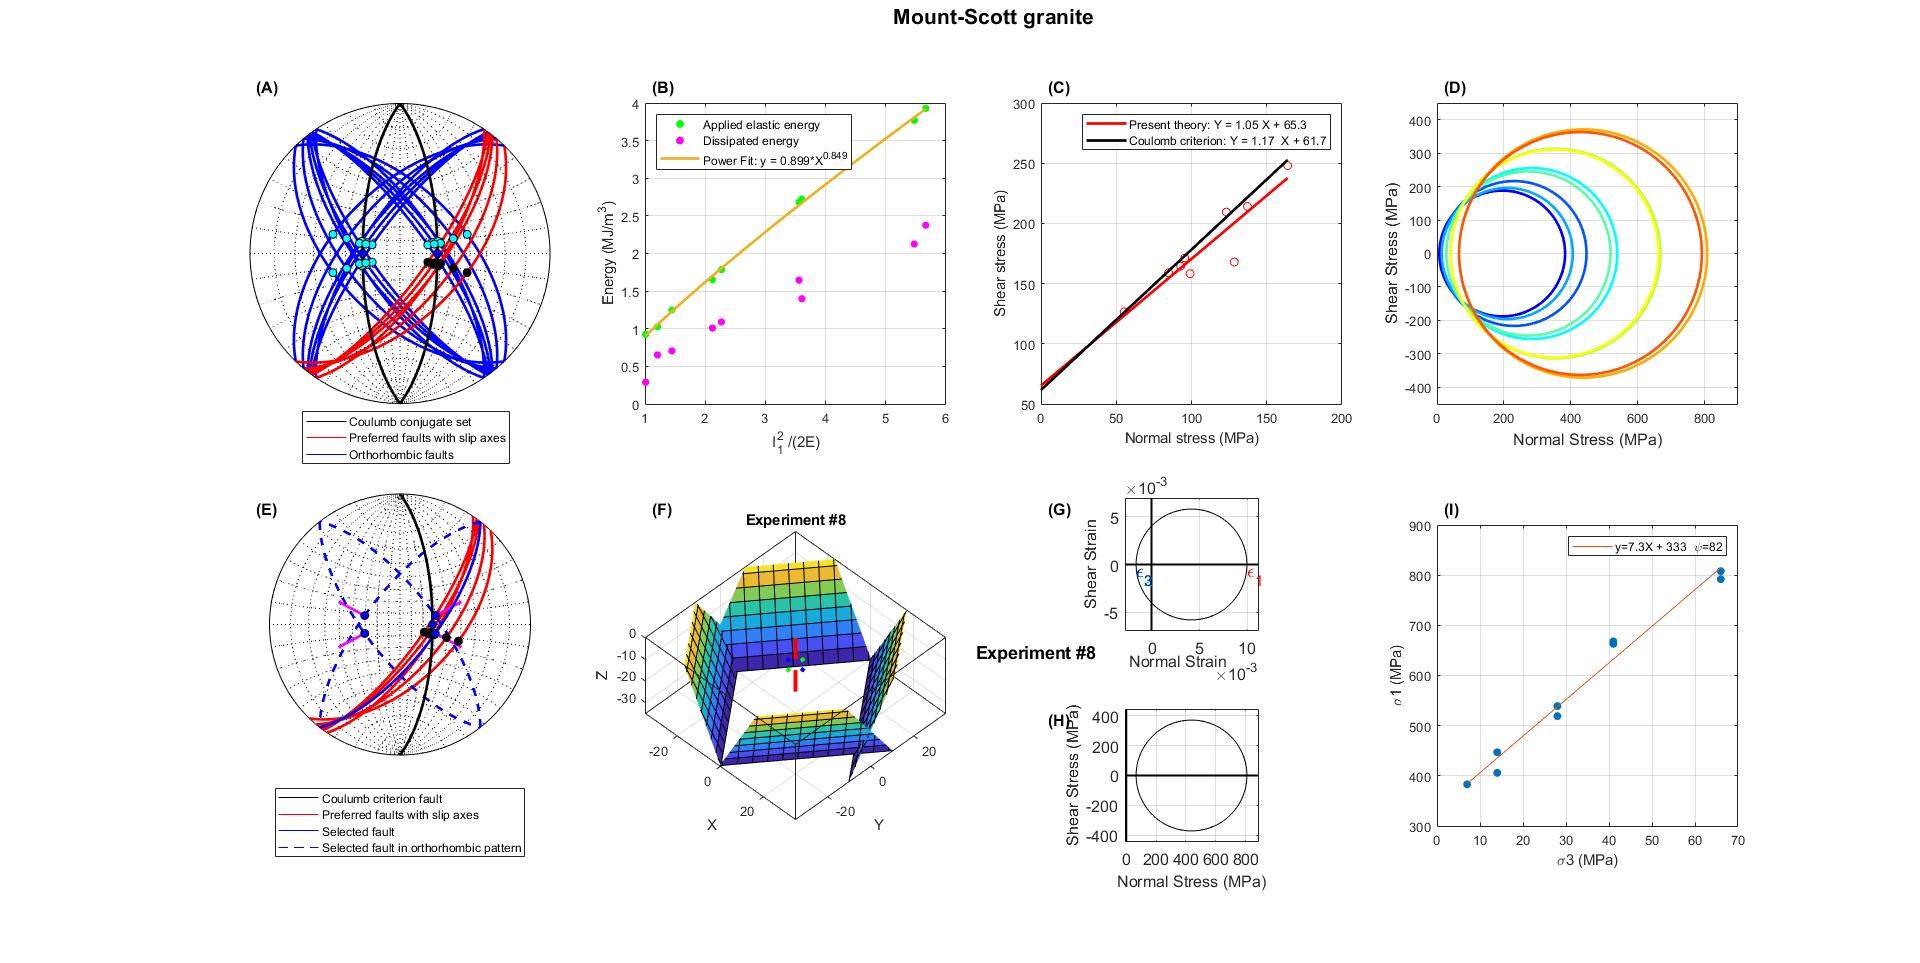 Mount-Scott granite
(A)
Coulumb conjugate set
Preferred faults with slip axes
Orthorhombic faults
(B)
4
3.5
3
2.5
2
1.5
1
0.5
0
Energy (MJ/m³)
Applied elastic energy
Dissipated energy
Power Fit: y = 0.899*X^0.849
1 2 3 4 5 6
I₁²/(2E)
(C)
300
250
200
150
100
50
Shear stress (MPa)
Present theory: Y = 1.05 X + 65.3
Coulomb criterion: Y = 1.17 X + 61.7
0 50 100 150 200
Normal stress (MPa)
(D)
400
300
200
100
0
-100
-200
-300
-400
Shear Stress (MPa)
0 200 400 600 800
Normal Stress (MPa)
(E)
Coulumb criterion fault
Preferred faults with slip axes
Selected fault
Selected fault in orthorhombic pattern
(F)
Experiment #8
0
-10
-20
-30
Z
-20
0
20
X
20
0
-20
Y
(G)
×10⁻³
5
0
-5
Shear Strain
ϵ₃
ϵ₁
0 5 10
Normal Strain
×10⁻³
Experiment #8
(H)
400
200
0
-200
-400
Shear Stress (MPa)
0 200 400 600 800
Normal Stress (MPa)
(I)
900
800
700
600
500
400
300
σ1 (MPa)
y=7.3X + 333 ψ=82
0 10 20 30 40 50 60 70
σ3 (MPa)